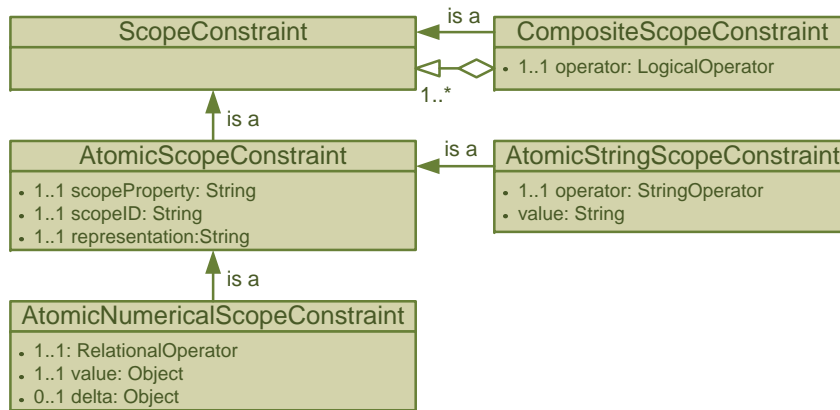 ScopeConstraint
is a
CompositeScopeConstraint
• 1..1 operator: LogicalOperator
1..*
is a
AtomicScopeConstraint
• 1..1 scopeProperty: String
• 1..1 scopeID: String
• 1..1 representation:String
is a
AtomicStringScopeConstraint
• 1..1 operator: StringOperator
• value: String
is a
AtomicNumericalScopeConstraint
• 1..1: RelationalOperator
• 1..1 value: Object
• 0..1 delta: Object